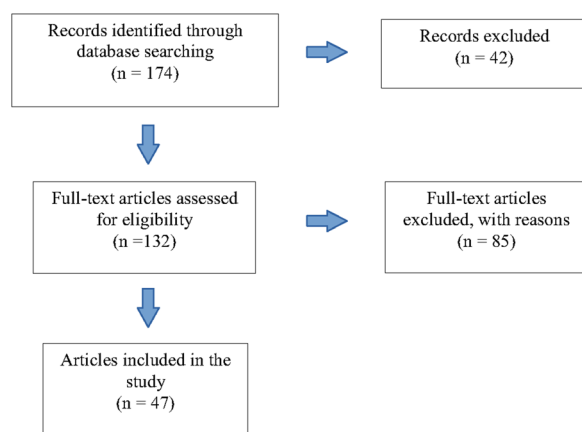 Records identified through
database searching
(n = 174)
Records excluded
(n = 42)
Full-text articles assessed
for eligibility
(n =132)
Full-text articles
excluded, with reasons
(n = 85)
Articles included in the
study
(n = 47)